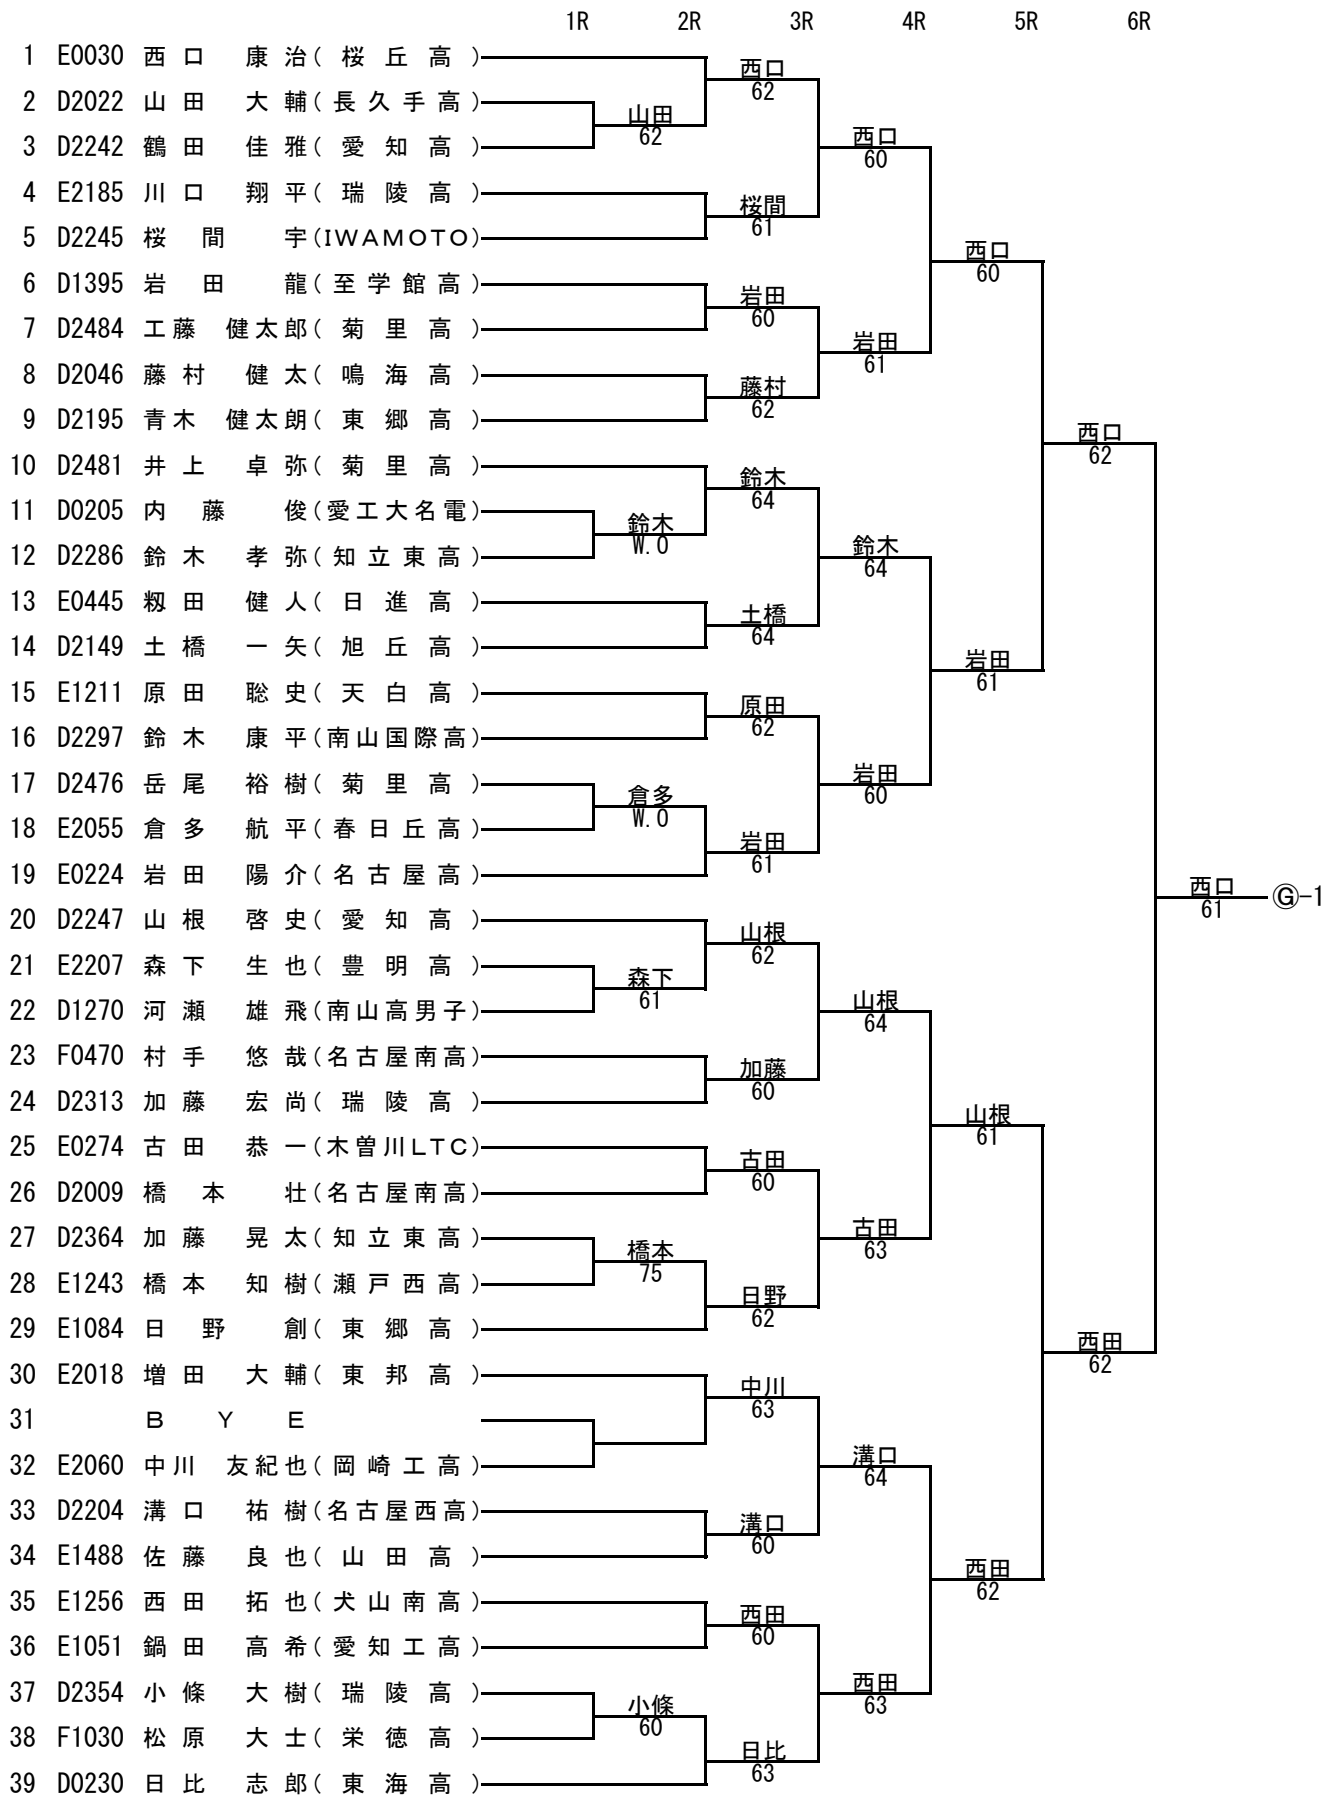 1R 2R 3R 4R 5R 6R
1 E0030 西口 康治(桜丘高)
2 D2022 山田 大輔(長久手高)
3 D2242 鶴田 佳雅(愛知高)
4 E2185 川口 翔平(瑞陵高)
5 D2245 桜間 宇(IWAMOTO)
6 D1395 岩田 龍(至学館高)
7 D2484 工藤 健太郎(菊里高)
8 D2046 藤村 健太(鳴海高)
9 D2195 青木 健太朗(東郷高)
10 D2481 井上 卓弥(菊里高)
11 D0205 内藤 俊(愛工大名電)
12 D2286 鈴木 孝弥(知立東高)
13 E0445 籾田 健人(日進高)
14 D2149 土橋 一矢(旭丘高)
15 E1211 原田 聡史(天白高)
16 D2297 鈴木 康平(南山国際高)
17 D2476 岳尾 裕樹(菊里高)
18 E2055 倉多 航平(春日丘高)
19 E0224 岩田 陽介(名古屋高)
20 D2247 山根 啓史(愛知高)
21 E2207 森下 生也(豊明高)
22 D1270 河瀬 雄飛(南山高男子)
23 F0470 村手 悠哉(名古屋南高)
24 D2313 加藤 宏尚(瑞陵高)
25 E0274 古田 恭一(木曽川LTC)
26 D2009 橋本 壮(名古屋南高)
27 D2364 加藤 晃太(知立東高)
28 E1243 橋本 知樹(瀬戸西高)
29 E1084 日野 創(東郷高)
30 E2018 増田 大輔(東邦高)
31 BYE
32 E2060 中川 友紀也(岡崎工高)
33 D2204 溝口 祐樹(名古屋西高)
34 E1488 佐藤 良也(山田高)
35 E1256 西田 拓也(犬山南高)
36 E1051 鍋田 高希(愛知工高)
37 D2354 小條 大樹(瑞陵高)
38 F1030 松原 大士(栄徳高)
39 D0230 日比 志郎(東海高)
山田
62
鈴木
W.O
倉多
W.O
森下
61
橋本
75
小條
60
西口
62
桜間
61
岩田
60
藤村
62
鈴木
64
土橋
64
原田
62
岩田
61
山根
62
加藤
60
古田
60
日野
62
中川
63
溝口
60
西田
60
日比
63
西口
60
岩田
61
鈴木
64
岩田
60
山根
64
古田
63
溝口
64
西田
63
西口
60
岩田
61
山根
61
西田
62
西口
62
西田
62
西口
61
Ⓖ-1